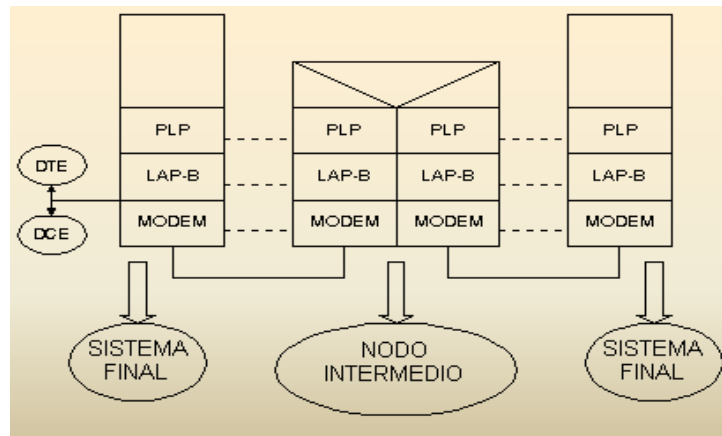 PLP PLP PLP PLP
DTE
LAP-B LAP-B LAP-B LAP-B
DCE
MODEM MODEM MODEM MODEM
SISTEMA
FINAL
NODO
INTERMEDIO
SISTEMA
FINAL